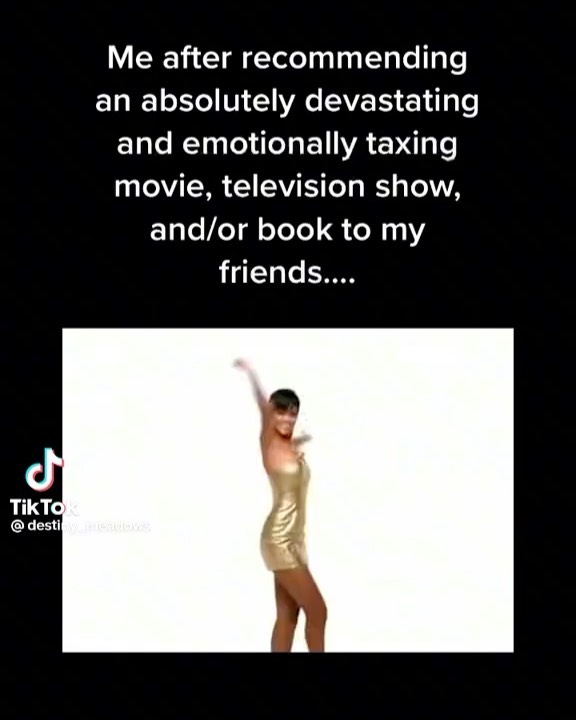 Me after recommending
an absolutely devastating
and emotionally taxing
movie, television show,
and/or book to my
friends....
TikTok